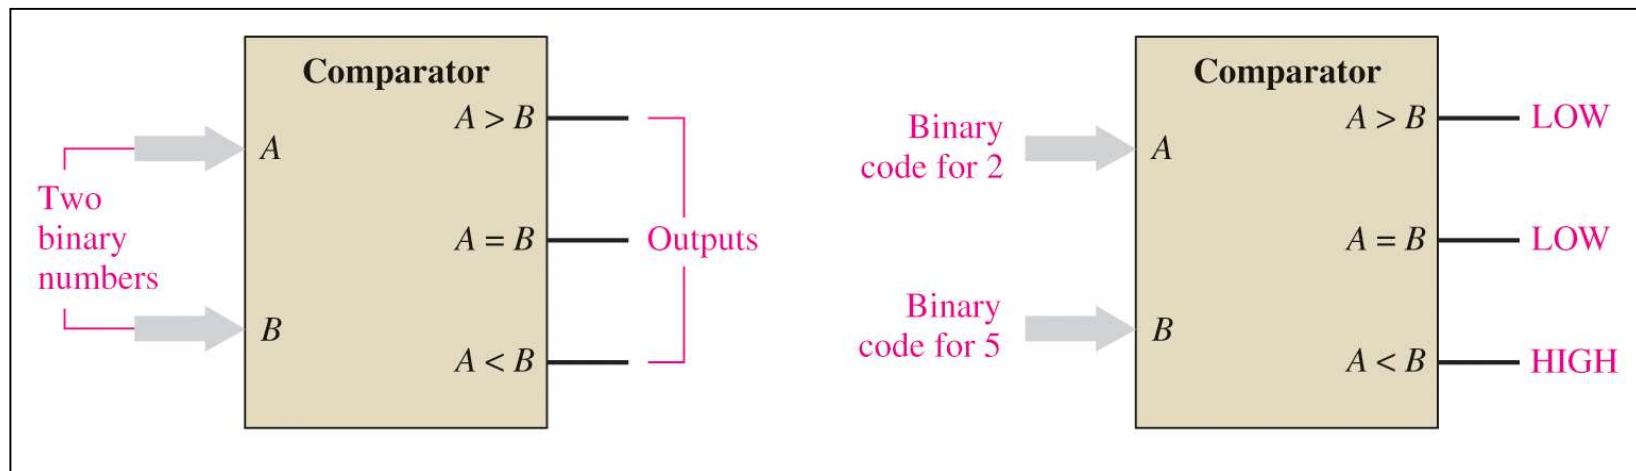 Comparator
A > B
A
Two
binary
numbers
A = B
Outputs
B
A < B
Comparator
A > B
LOW
Binary
code for 2
A
A = B
LOW
Binary
code for 5
B
A < B
HIGH